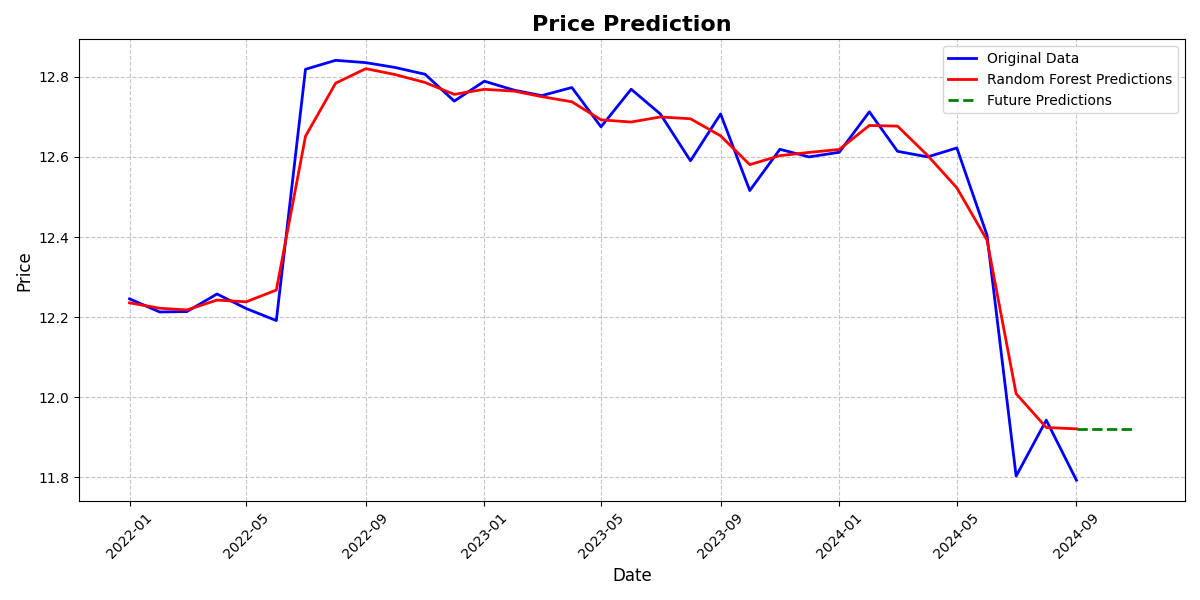 Price Prediction
Original Data
Random Forest Predictions
Future Predictions
Price
12.8
12.6
12.4
12.2
12.0
11.8
2022-01
2022-05
2022-09
2023-01
2023-05
2023-09
2024-01
2024-05
2024-09
Date